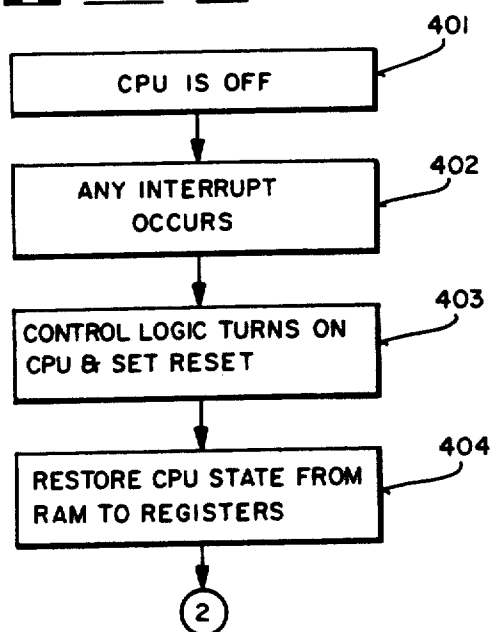 401
CPU IS OFF
402
ANY INTERRUPT
OCCURS
403
CONTROL LOGIC TURNS ON
CPU & SET RESET
404
RESTORE CPU STATE FROM
RAM TO REGISTERS
2